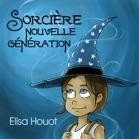 SORCIÈRE
NOUVELLE
GÉNÉRATION
Elisa Houot